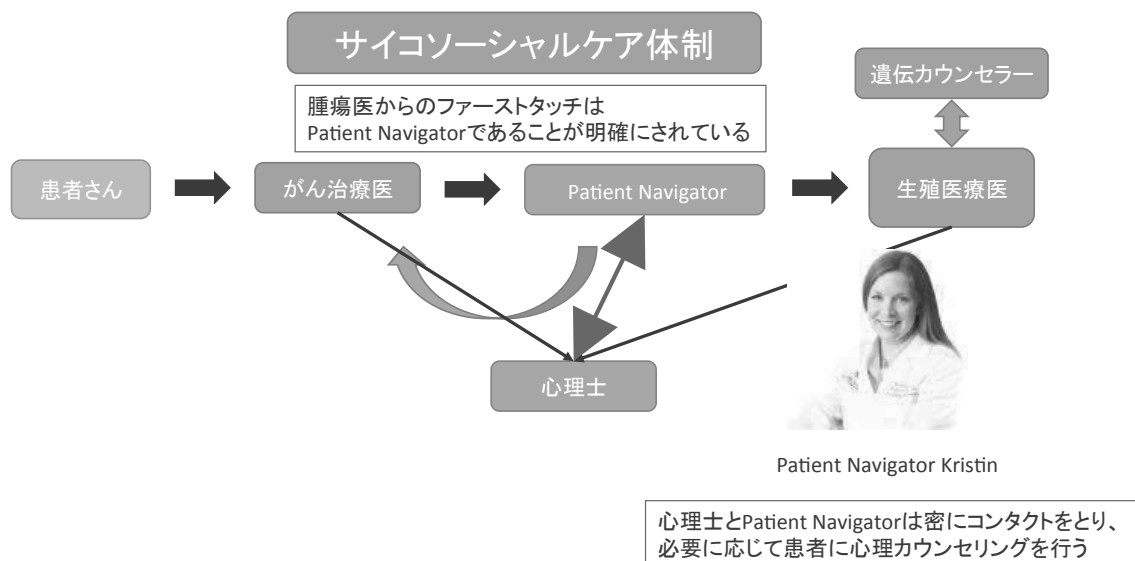 サイコソーシャルケア体制
遺伝カウンセラー
腫瘍医からのファーストタッチは
Patient Navigatorであることが明確にされている
患者さん
がん治療医
Patient Navigator
生殖医療医
心理士
Patient Navigator Kristin
心理士とPatient Navigatorは密にコンタクトをとり、
必要に応じて患者に心理カウンセリングを行う